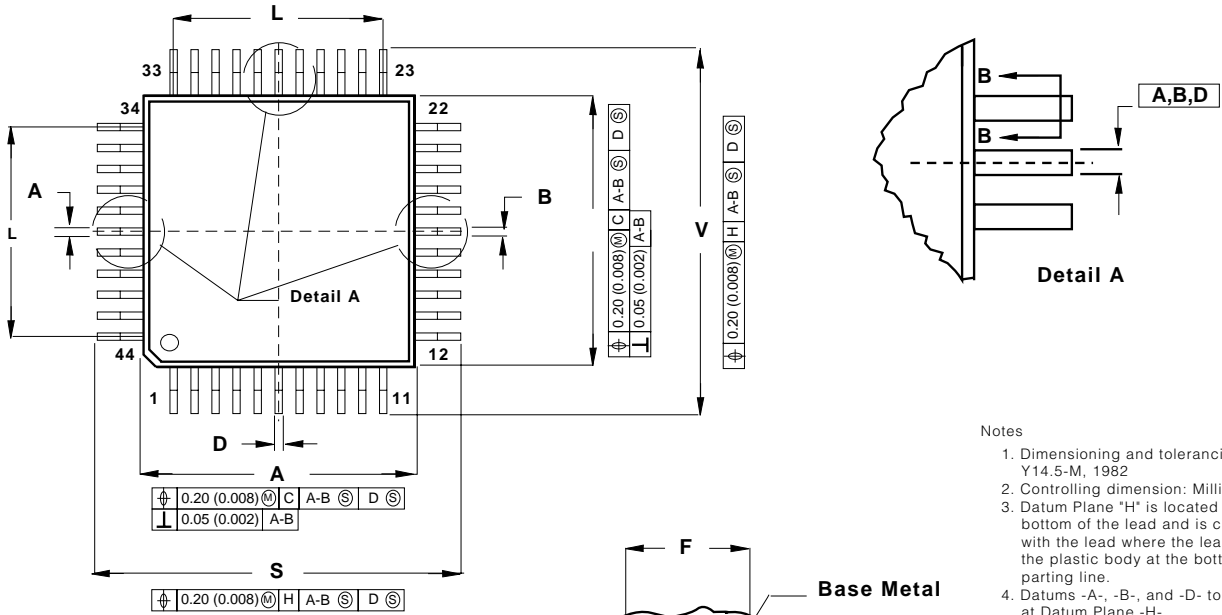 L
33
23
34
22
A
B
L
V
Detail A
44
12
1
11
D
A
0.20 (0.008) Ⓜ C A-B Ⓢ D Ⓢ
⊥ 0.05 (0.002) A-B
S
0.20 (0.008) Ⓜ H A-B Ⓢ D Ⓢ
⌖ 0.20 (0.008) Ⓜ C A-B Ⓢ D Ⓢ
⊥ 0.05 (0.002) A-B
⌖ 0.20 (0.008) Ⓜ H A-B Ⓢ D Ⓢ
B
B
A,B,D
Detail A
F
Base Metal
Notes
1. Dimensioning and toleranci
Y14.5-M, 1982
2. Controlling dimension: Milli
3. Datum Plane "H" is located
bottom of the lead and is c
with the lead where the lea
the plastic body at the bott
parting line.
4. Datums -A-, -B-, and -D- to
at Datum Plane -H-